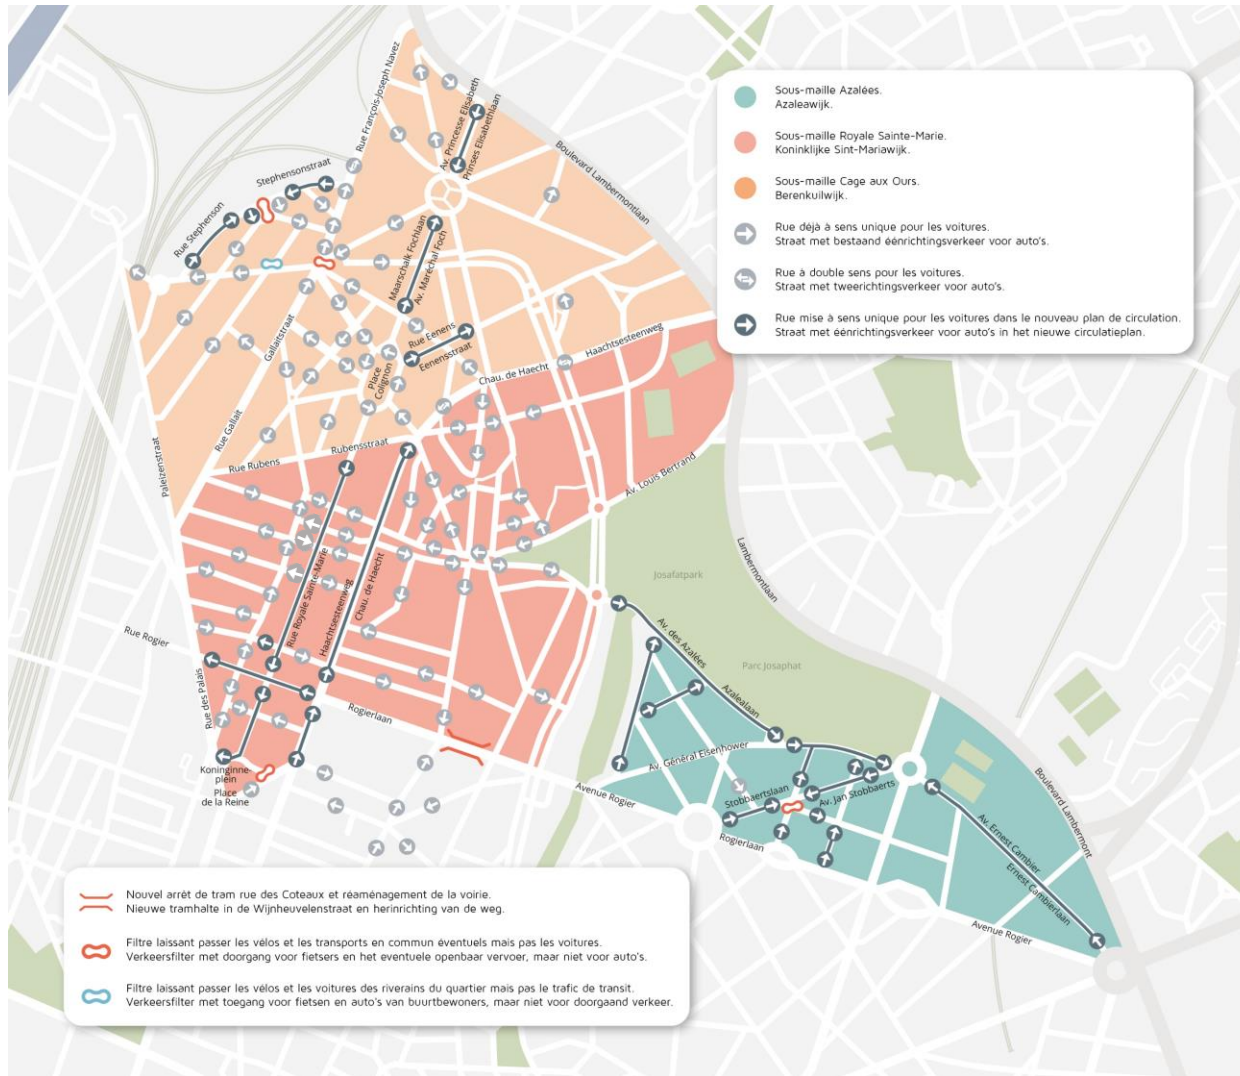 Sous-maille Azalées.
Azaleawijk.
Sous-maille Royale Sainte-Marie.
Koninklijke Sint-Mariawijk.
Sous-maille Cage aux Ours.
Berenkuilwijk.
Rue déjà à sens unique pour les voitures.
Straat met bestaand éénrichtingsverkeer voor auto's.
Rue à double sens pour les voitures.
Straat met tweerichtingsverkeer voor auto's.
Rue mise à sens unique pour les voitures dans le nouveau plan de circulation.
Straat met éénrichtingsverkeer voor auto's in het nieuwe circulatieplan.
Rue François-Joseph Navez
Av. Princesse Elisabeth
Prinses Elisabethlaan
Boulevard Lambermontlaan
Stephensonstraat
Rue Stephenson
Maarschalk Fochlaan
Av. Maréchal Foch
Gallaitstraat
Rue Eenens
Eenensstraat
Place
Colignon
Chau. de Haecht
Haachtsesteenweg
Rue Gallait
Paleizenstraat
Rubensstraat
Rue Rubens
Av. Louis Bertrand
Lambermontlaan
Josafatpark
Rue Royale Sainte-Marie
Haachtsesteenweg
Chau. de Haecht
Rue Rogier
Rue des Palais
Av. des Azalées
Parc Josaphat
Azalealaan
Rogierlaan
Av. Général Eisenhower
Koninginne-
plein
Place
de la Reine
Avenue Rogier
Stobbaertslaan
Av. Jan Stobbaerts
Rogierlaan
Boulevard Lambermont
Av. Ernest Cambier
Ernest Cambierlaan
Avenue Rogier
Nouvel arrêt de tram rue des Coteaux et réaménagement de la voirie.
Nieuwe tramhalte in de Wijnheuvelenstraat en herinrichting van de weg.
Filtre laissant passer les vélos et les transports en commun éventuels mais pas les voitures.
Verkeersfilter met doorgang voor fietsers en het eventuele openbaar vervoer, maar niet voor auto's.
Filtre laissant passer les vélos et les voitures des riverains du quartier mais pas le trafic de transit.
Verkeersfilter met toegang voor fietsen en auto's van buurtbewoners, maar niet voor doorgaand verkeer.